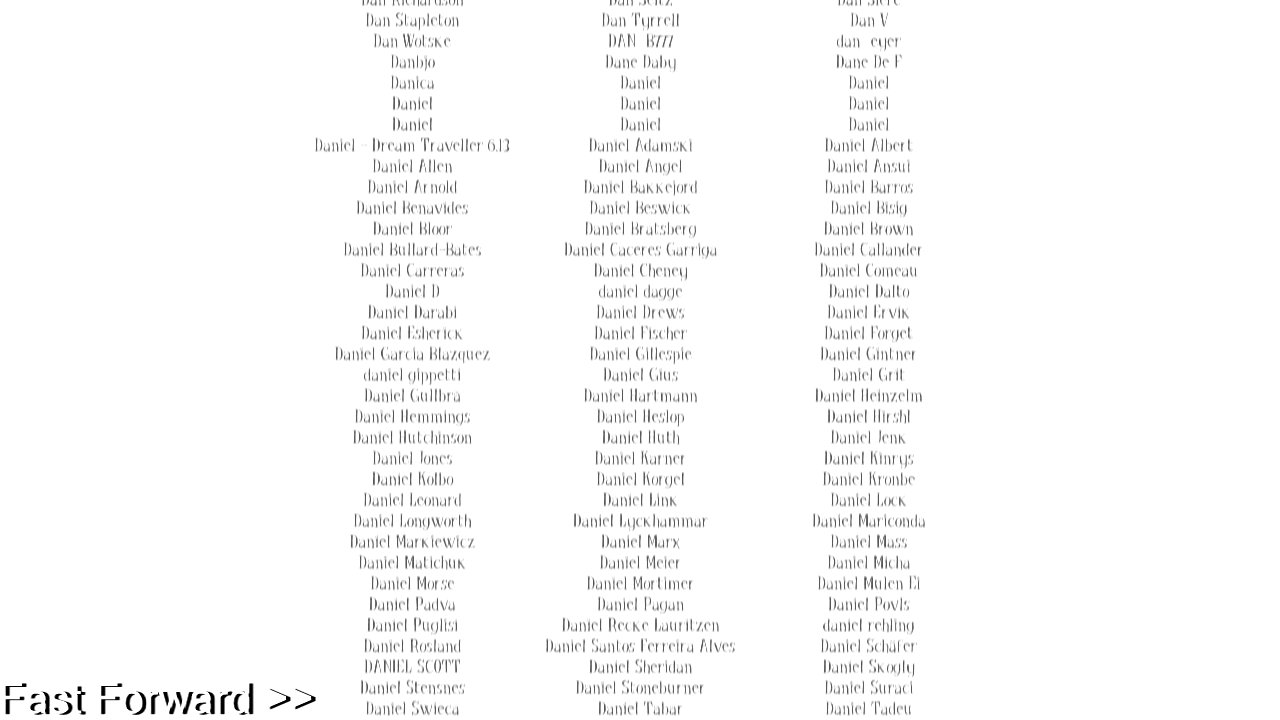 Dan Richardson Dan Seitz
Dan Stapleton Dan Tyrrell Dan V
Dan Wotske DAN B777 dan eyer
Danbjo Dane Daby Dane De F
Danica Daniel Daniel
Daniel Daniel Daniel
Daniel Daniel Daniel
Daniel - Dream Traveller 6.13 Daniel Adamski Daniel Albert
Daniel Allen Daniel Angel Daniel Ansui
Daniel Arnold Daniel Bakkejord Daniel Barros
Daniel Benavides Daniel Beswick Daniel Bisig
Daniel Bloor Daniel Bratsberg Daniel Brown
Daniel Bullard-Bates Daniel Caceres Garriga Daniel Callander
Daniel Carreras Daniel Cheney Daniel Comeau
Daniel D daniel dagge Daniel Dalto
Daniel Darabi Daniel Drews Daniel Ervik
Daniel Esherick Daniel Fischer Daniel Forget
Daniel Garcia Blazquez Daniel Gillespie Daniel Gintner
daniel gippetti Daniel Gius Daniel Grit
Daniel Gullbra Daniel Hartmann Daniel Heinzelm
Daniel Hemmings Daniel Heslop Daniel Hirshl
Daniel Hutchinson Daniel Huth Daniel Jenk
Daniel Jones Daniel Karner Daniel Kinrys
Daniel Kolbo Daniel Korgel Daniel Kronbe
Daniel Leonard Daniel Link Daniel Lock
Daniel Longworth Daniel Lyckhammar Daniel Mariconda
Daniel Markiewicz Daniel Marx Daniel Mass
Daniel Matichuk Daniel Meier Daniel Micha
Daniel Morse Daniel Mortimer Daniel Mulen Ei
Daniel Padva Daniel Pagan Daniel Povls
Daniel Puglisi Daniel Recke Lauritzen daniel rehling
Daniel Rosland Daniel Santos Ferreira Alves Daniel Schäfer
DANIEL SCOTT Daniel Sheridan Daniel Skogly
Daniel Stensnes Daniel Stoneburner Daniel Suraci
Daniel Swieca Daniel Tabar Daniel Tadeu
Fast Forward >>